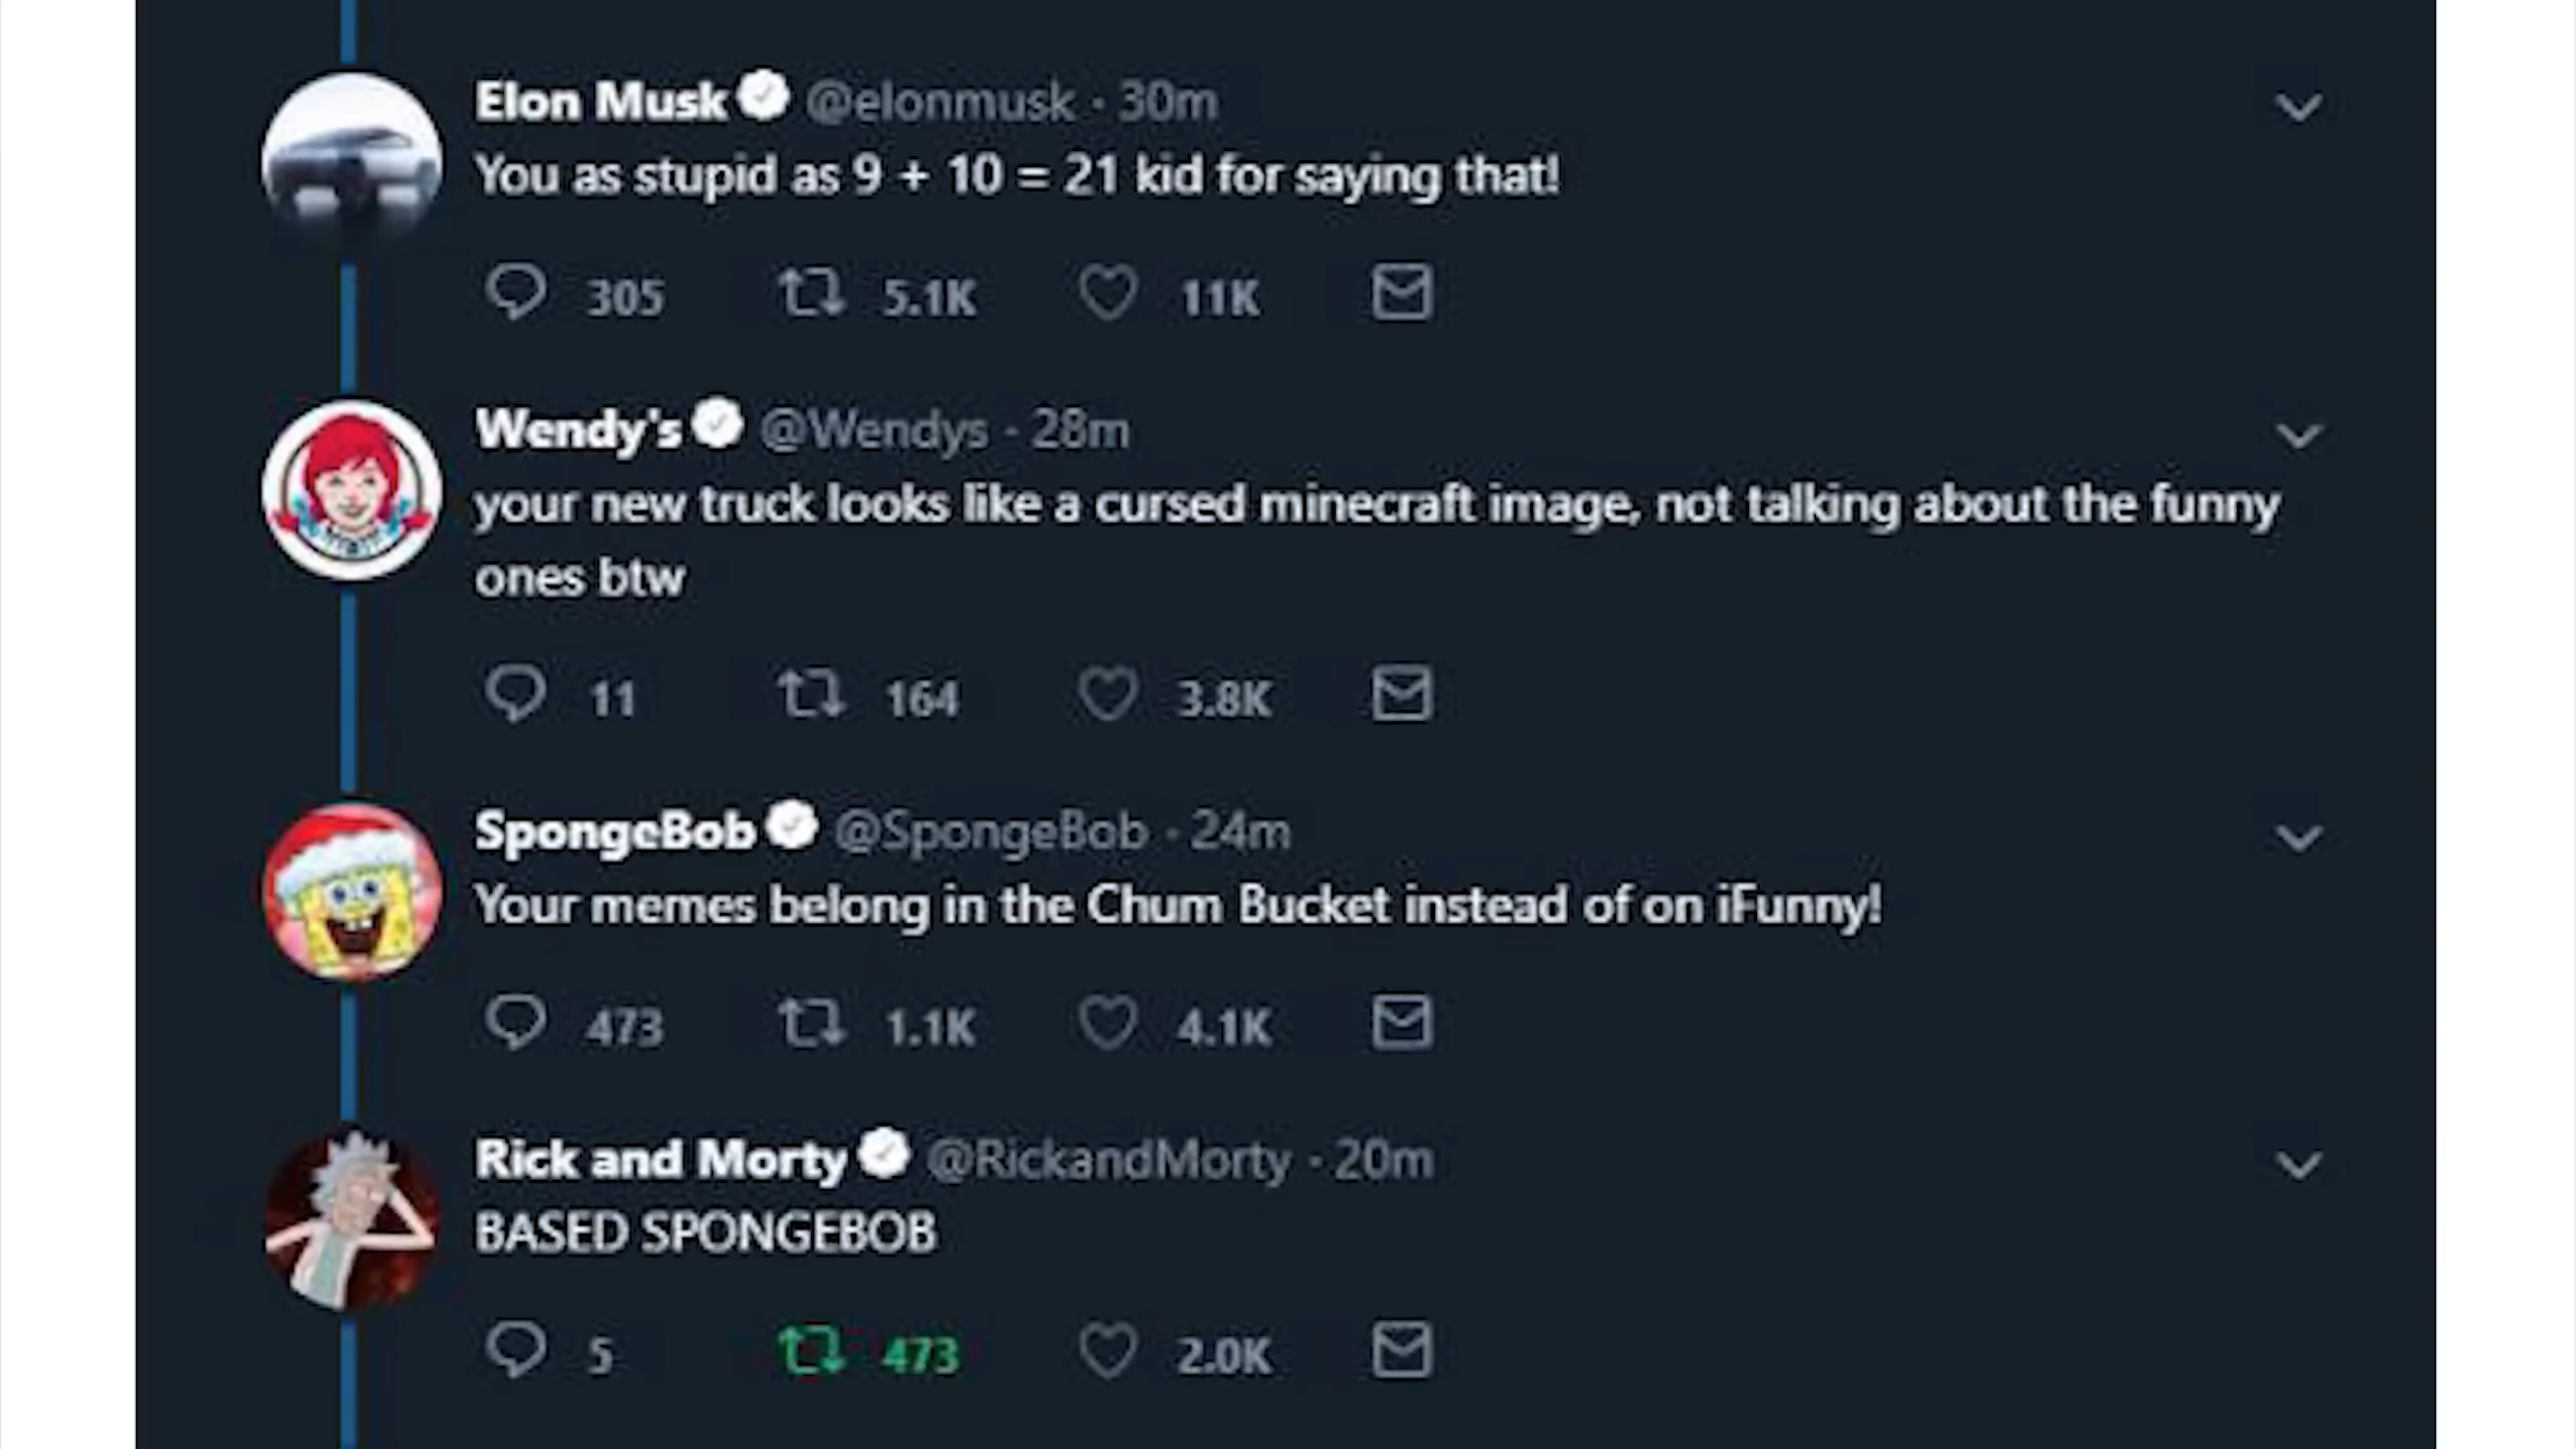 Elon Musk @elonmusk · 30m
You as stupid as 9 + 10 = 21 kid for saying that!
305 5.1K 11K
Wendy's @Wendys · 28m
your new truck looks like a cursed minecraft image, not talking about the funny
ones btw
11 164 3.8K
SpongeBob @SpongeBob · 24m
Your memes belong in the Chum Bucket instead of on iFunny!
473 1.1K 4.1K
Rick and Morty @RickandMorty · 20m
BASED SPONGEBOB
5 473 2.0K